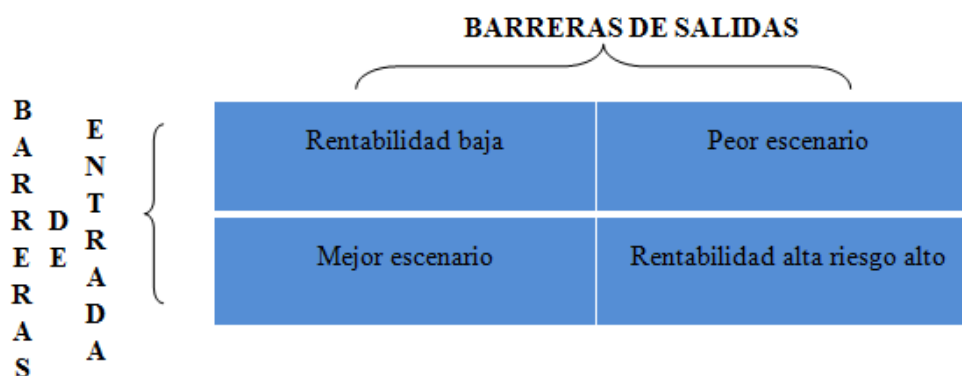 BARRERAS DE SALIDAS
BARRERAS
DE
ENTRADA
Rentabilidad baja
Peor escenario
Mejor escenario
Rentabilidad alta riesgo alto